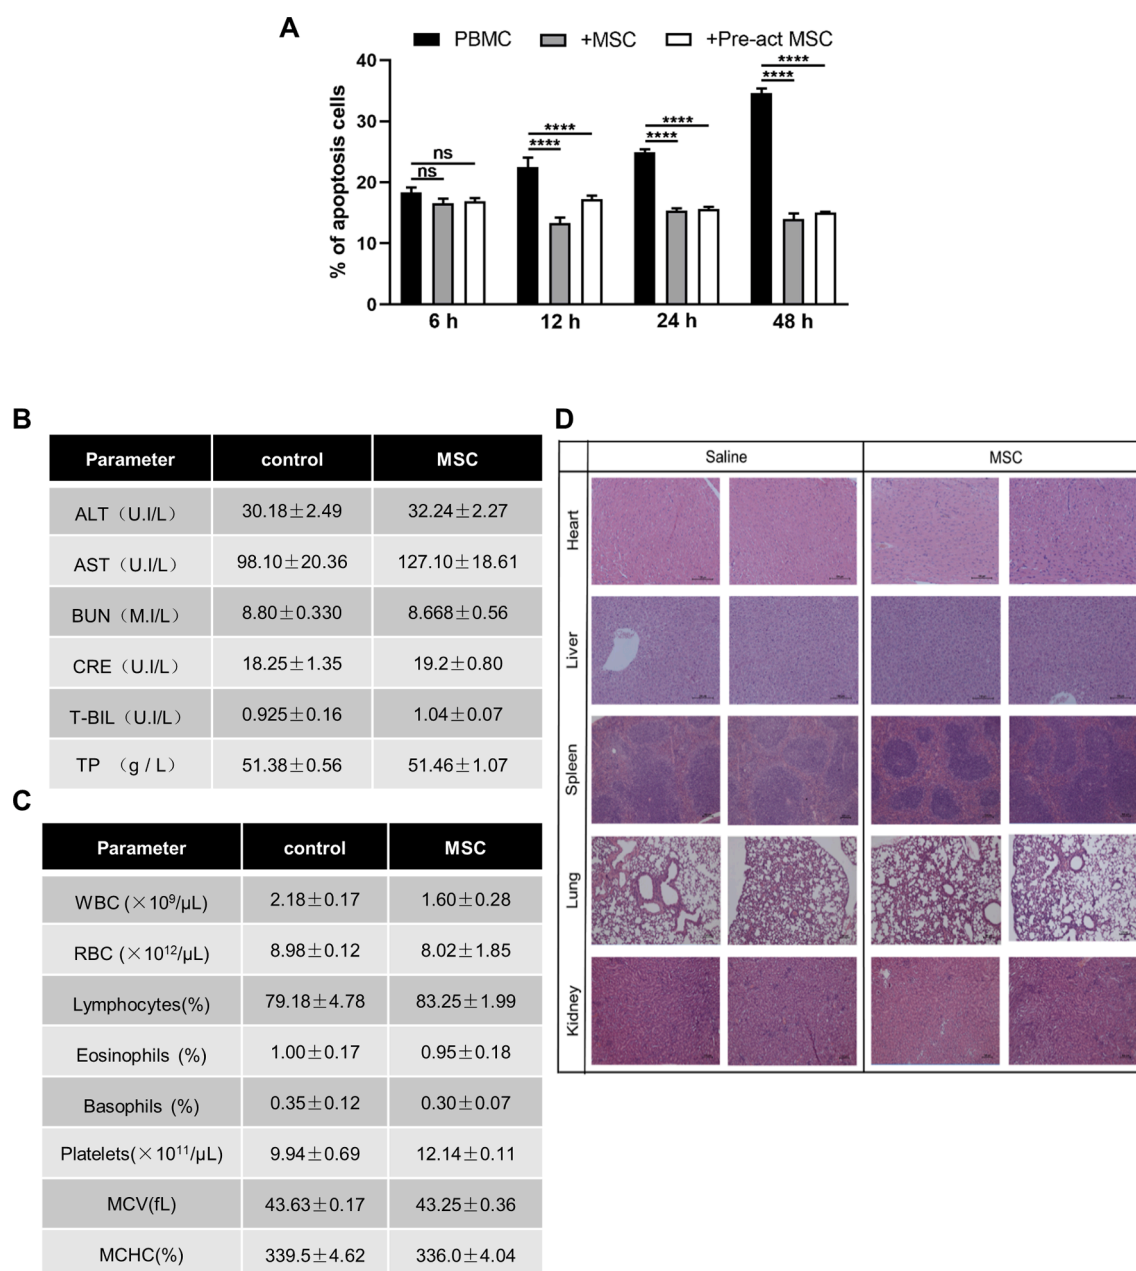 A
PBMC +MSC +Pre-act MSC
% of apoptosis cells
40
30
20
10
0
ns
ns
****
****
****
****
****
****
6 h 12 h 24 h 48 h
B
Parameter control MSC
ALT（U.I/L） 30.18±2.49 32.24±2.27
AST（U.I/L） 98.10±20.36 127.10±18.61
BUN（M.I/L） 8.80±0.330 8.668±0.56
CRE（U.I/L） 18.25±1.35 19.2±0.80
T-BIL（U.I/L） 0.925±0.16 1.04±0.07
TP （g / L） 51.38±0.56 51.46±1.07
C
Parameter control MSC
WBC (×10⁹/μL) 2.18±0.17 1.60±0.28
RBC (×10¹²/μL) 8.98±0.12 8.02±1.85
Lymphocytes(%) 79.18±4.78 83.25±1.99
Eosinophils (%) 1.00±0.17 0.95±0.18
Basophils (%) 0.35±0.12 0.30±0.07
Platelets(×10¹¹/μL) 9.94±0.69 12.14±0.11
MCV(fL) 43.63±0.17 43.25±0.36
MCHC(%) 339.5±4.62 336.0±4.04
D
Saline MSC
Heart
Liver
Spleen
Lung
Kidney